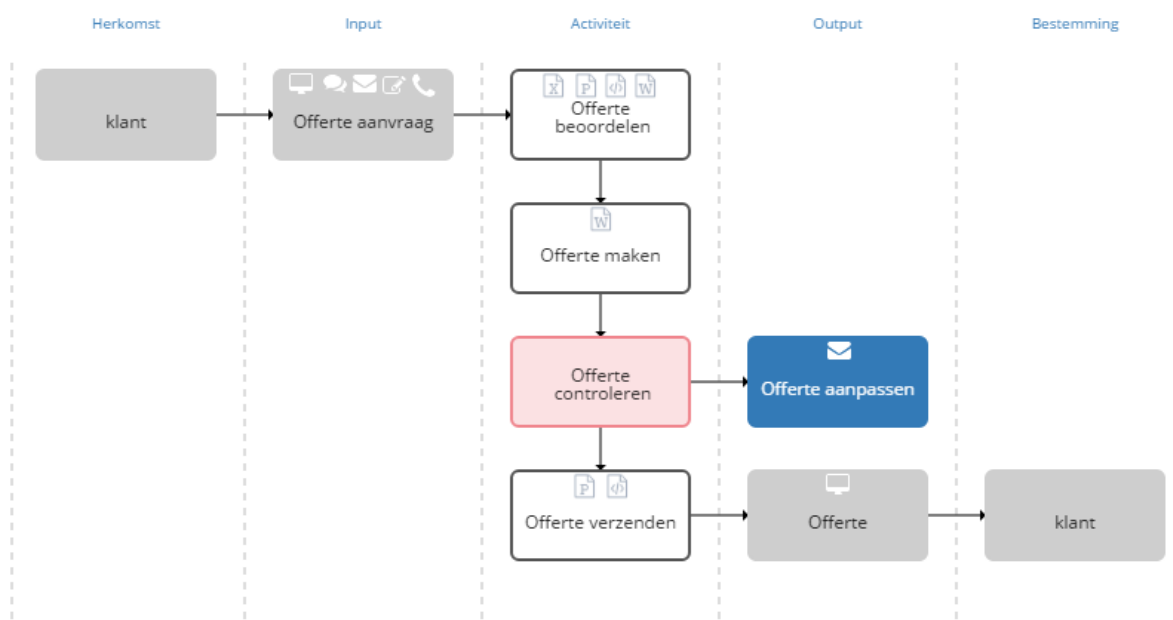 Herkomst
Input
Activiteit
Output
Bestemming
klant
Offerte aanvraag
X P </> W
Offerte
beoordelen
W
Offerte maken
Offerte
controleren
Offerte aanpassen
P </>
Offerte verzenden
Offerte
klant